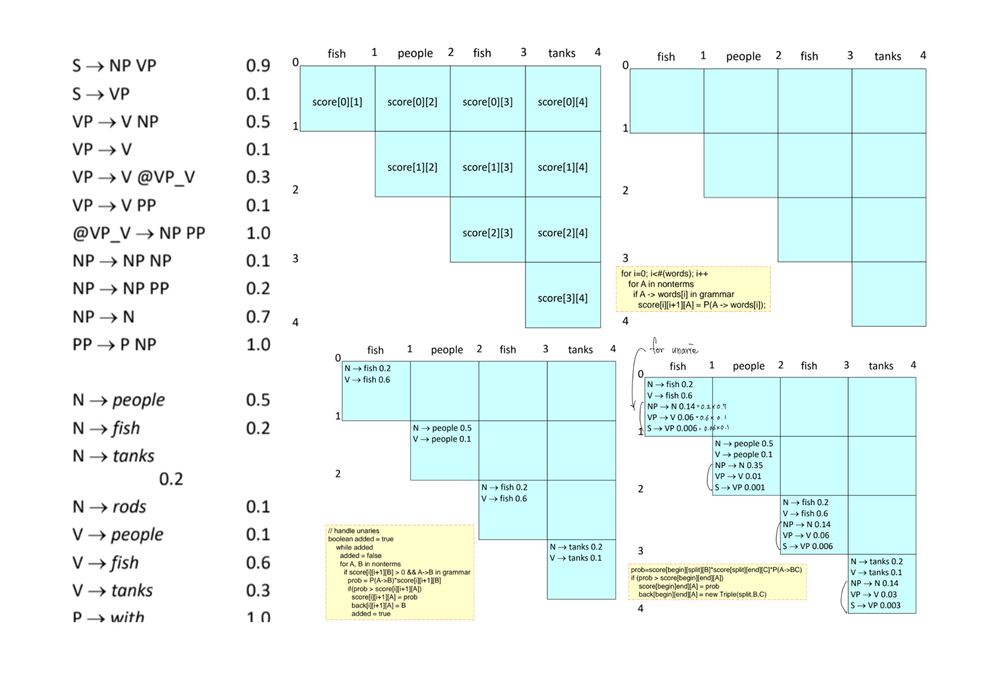 S → NP VP 0.9
S → VP 0.1
VP → V NP 0.5
VP → V 0.1
VP → V @VP_V 0.3
VP → V PP 0.1
@VP_V → NP PP 1.0
NP → NP NP 0.1
NP → NP PP 0.2
NP → N 0.7
PP → P NP 1.0
N → people 0.5
N → fish 0.2
N → tanks
0.2
N → rods 0.1
V → people 0.1
V → fish 0.6
V → tanks 0.3
P → with 1.0
fish 1 people 2 fish 3 tanks 4
0
score[0][1] score[0][2] score[0][3] score[0][4]
1
score[1][2] score[1][3] score[1][4]
2
score[2][3] score[2][4]
3
score[3][4]
4
fish 1 people 2 fish 3 tanks 4
0
1
2
3
for i=0; i<#(words); i++
for A in nonterms
if A -> words[i] in grammar
score[i][i+1][A] = P(A -> words[i]);
4
fish 1 people 2 fish 3 tanks 4
0
N → fish 0.2
V → fish 0.6
1
N → people 0.5
V → people 0.1
2
N → fish 0.2
V → fish 0.6
N → tanks 0.2
V → tanks 0.1
// handle unaries
boolean added = true
while added
added = false
for A, B in nonterms
if score[i][i+1][B] > 0 && A->B in grammar
prob = P(A->B)*score[i][i+1][B]
if(prob > score[i][i+1][A])
score[i][i+1][A] = prob
back[i][i+1][A] = B
added = true
for unarie
fish 1 people 2 fish 3 tanks 4
0
N → fish 0.2
V → fish 0.6
NP → N 0.14 = 0.2 x 0.7
VP → V 0.06 = 0.6 x 0.1
S → VP 0.006 = 0.06 x 0.1
1
N → people 0.5
V → people 0.1
NP → N 0.35
VP → V 0.01
S → VP 0.001
2
N → fish 0.2
V → fish 0.6
NP → N 0.14
VP → V 0.06
S → VP 0.006
3
N → tanks 0.2
V → tanks 0.1
NP → N 0.14
VP → V 0.03
S → VP 0.003
prob=score[begin][split][B]*score[split][end][C]*P(A->BC)
if (prob > score[begin][end][A])
score[begin]end][A] = prob
back[begin][end][A] = new Triple(split,B,C)
4